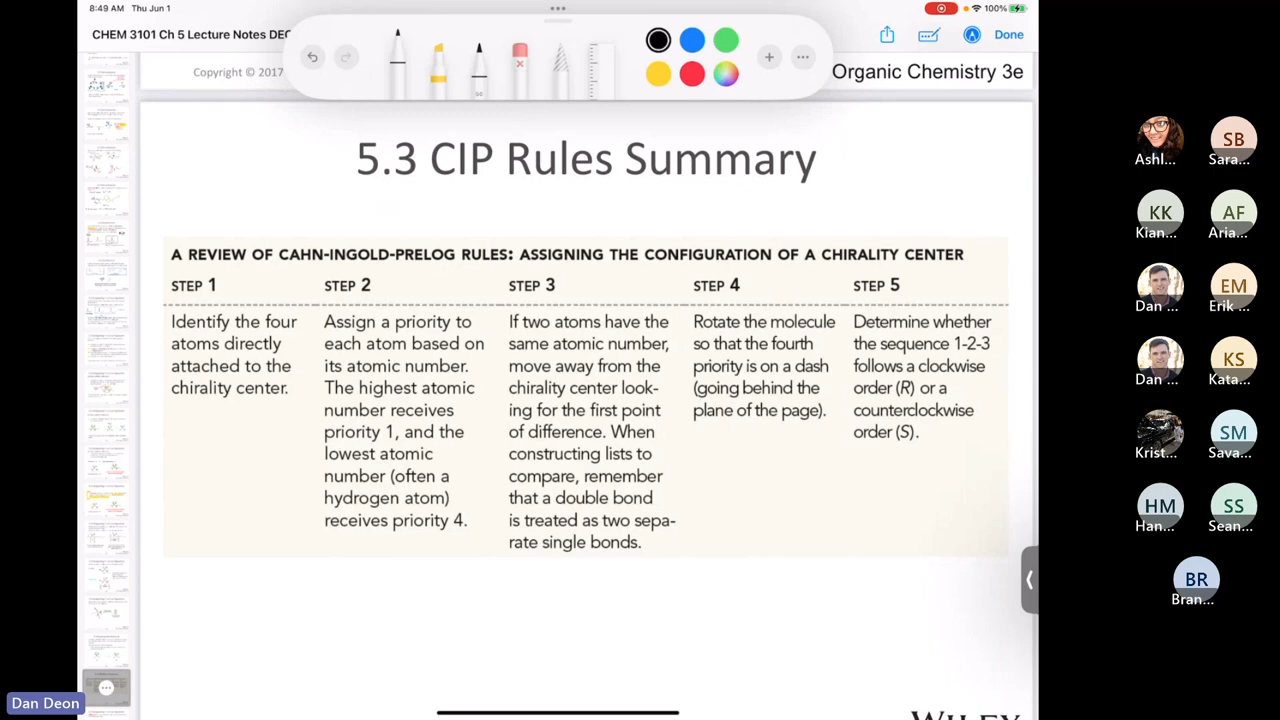 8:49 AM Thu Jun 1
100%
CHEM 3101 Ch 5 Lecture Notes DEC
Done
Copyright © 20
Organic Chemistry 3e
5.3 CIP Rules Summary
A REVIEW OF CAHN-INGOLD-PRELOG RULES: ASSIGNING THE CONFIGURATION OF A CHIRALITY CENTER
STEP 1
Identify the four
atoms directly
attached to the
chirality center.
STEP 2
Assign a priority to
each atom based on
its atomic number.
The highest atomic
number receives
priority 1, and the
lowest atomic
number (often a
hydrogen atom)
receives priority 4.
STEP 3
If two atoms have the
same atomic number,
move away from the
chirality center look-
ing for the first point
of difference. When
constructing lists to
compare, remember
that a double bond
is treated as two sepa-
rate single bonds.
STEP 4
Rotate the molecule
so that the fourth
priority is on a dash
(going behind the
plane of the page).
STEP 5
Determine whether
the sequence 1-2-3
follows a clockwise
order (R) or a
counterclockwise
order (S).
WILEY
Dan Deon
Ashl...
SB
Sara...
KK
Kian...
AF
Aria...
Dan ...
EM
Erik ...
Dan ...
KS
Kata...
Krist...
SM
Sava...
HM
Han...
SS
Sean...
BR
Bran...